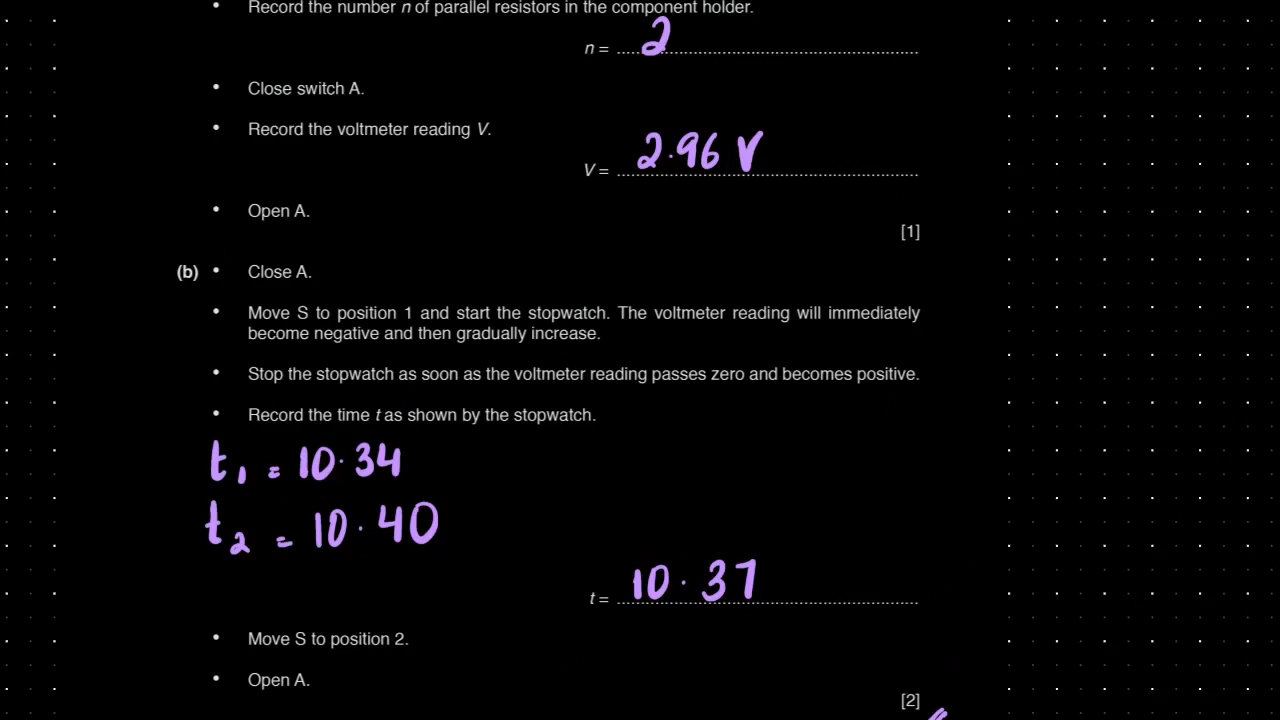 • Record the number n of parallel resistors in the component holder.
n = 2
• Close switch A.
• Record the voltmeter reading V.
V = 2.96 V
• Open A.
[1]
(b) • Close A.
• Move S to position 1 and start the stopwatch. The voltmeter reading will immediately
become negative and then gradually increase.
• Stop the stopwatch as soon as the voltmeter reading passes zero and becomes positive.
• Record the time t as shown by the stopwatch.
t1 = 10.34
t2 = 10.40
t = 10.37
• Move S to position 2.
• Open A.
[2]